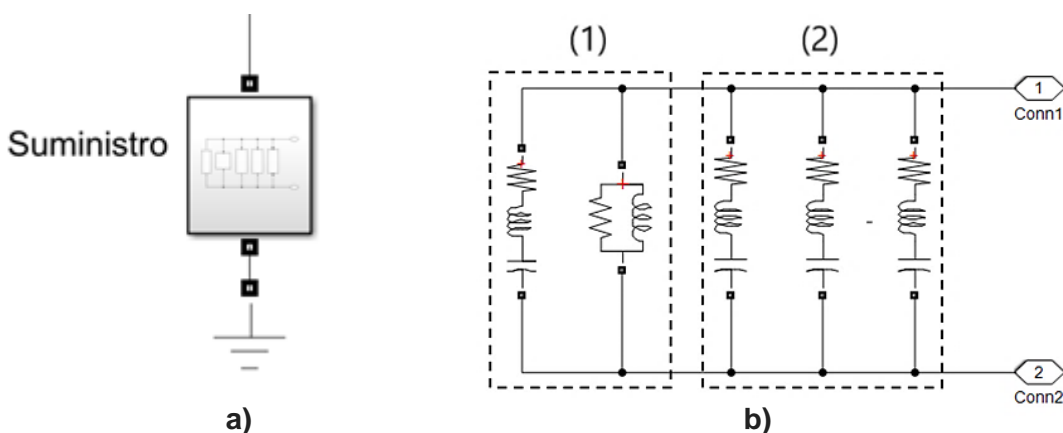 Suministro
(1)
(2)
1
Conn1
2
Conn2
a)
b)